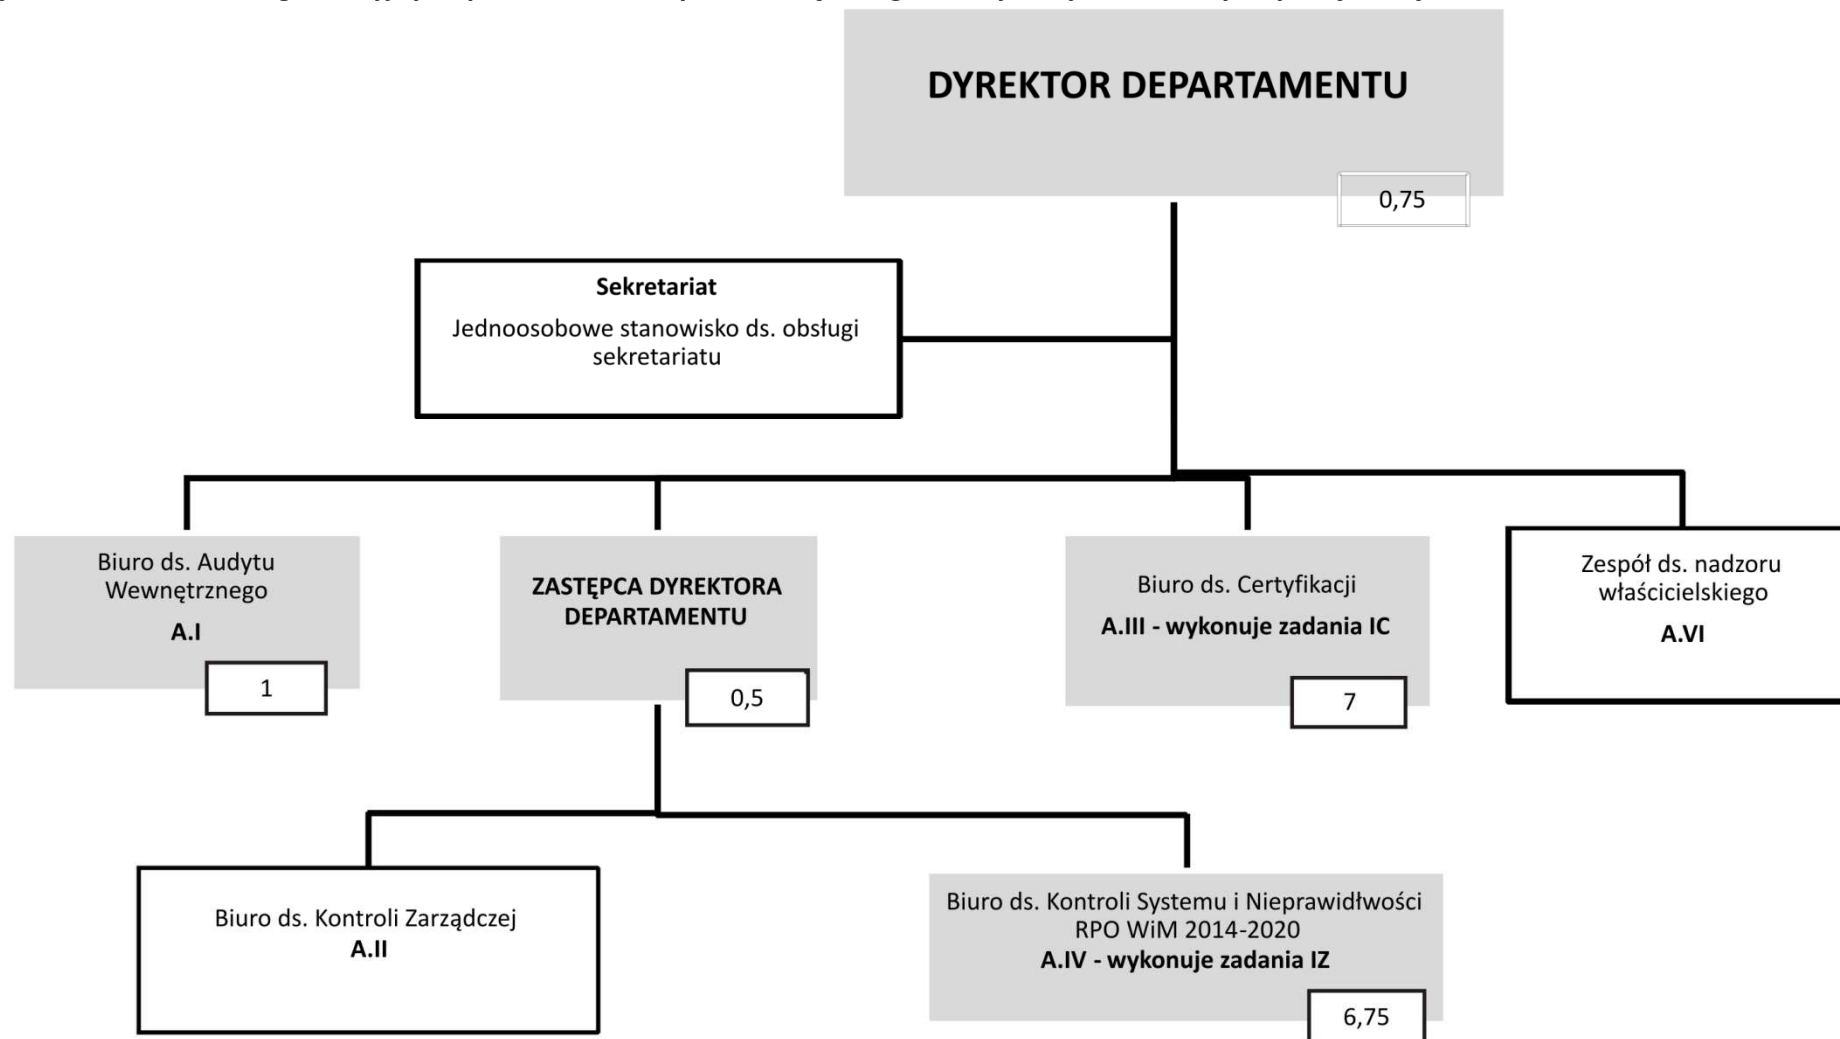 DYREKTOR DEPARTAMENTU
0,75
Sekretariat
Jednoosobowe stanowisko ds. obsługi
sekretariatu
Biuro ds. Audytu
Wewnętrznego
A.I
1
ZASTĘPCA DYREKTORA
DEPARTAMENTU
0,5
Biuro ds. Certyfikacji
A.III - wykonuje zadania IC
7
Zespół ds. nadzoru
właścicielskiego
A.VI
Biuro ds. Kontroli Zarządczej
A.II
Biuro ds. Kontroli Systemu i Nieprawidłwości
RPO WiM 2014-2020
A.IV - wykonuje zadania IZ
6,75